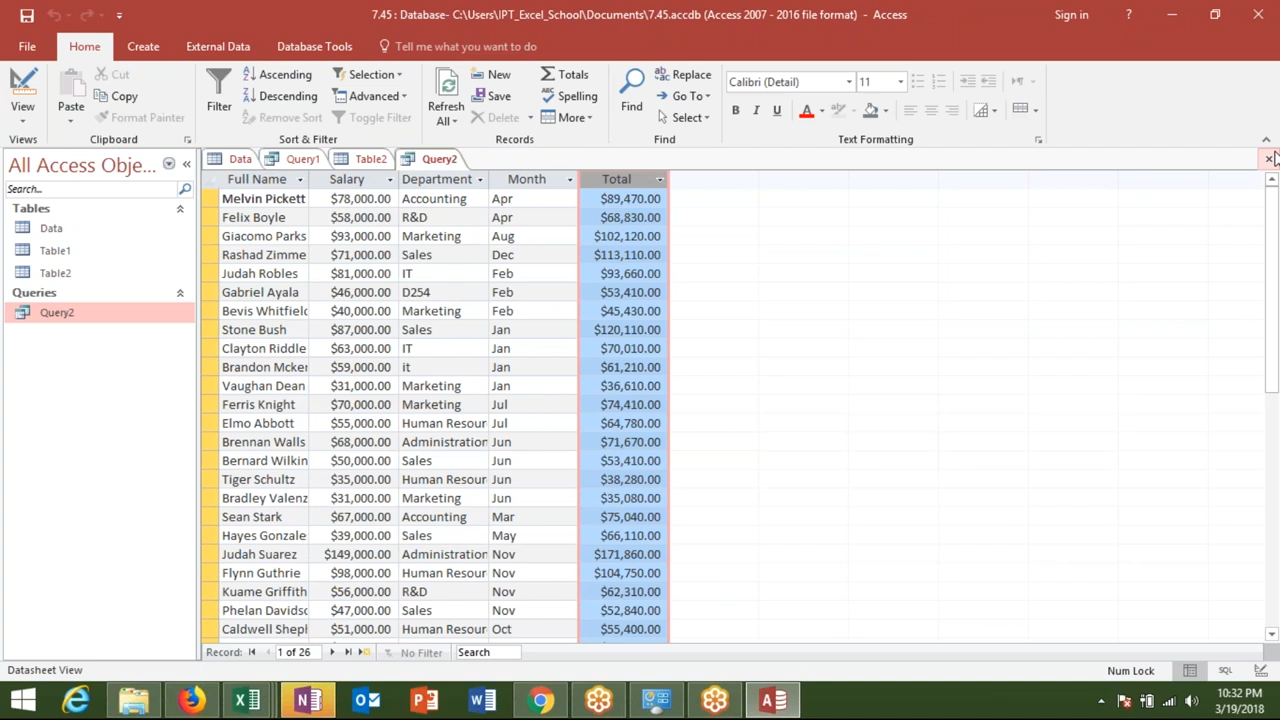 7.45 : Database- C:\Users\IPT_Excel_School\Documents\7.45.accdb (Access 2007 - 2016 file format) - Access
Sign in ?
File Home Create External Data Database Tools Tell me what you want to do
View
Views
Paste
Cut
Copy
Format Painter
Clipboard
Filter
Ascending
Descending
Remove Sort
Selection
Advanced
Toggle Filter
Sort & Filter
Refresh
All
New
Save
Delete
Totals
Spelling
More
Records
Find
Replace
Go To
Select
Find
Calibri (Detail) 11
B I U A
Text Formatting
All Access Obje...
Search...
Tables
Data
Table1
Table2
Queries
Query2
Data Query1 Table2 Query2
Full Name Salary Department Month Total
Melvin Pickett $78,000.00 Accounting Apr $89,470.00
Felix Boyle $58,000.00 R&D Apr $68,830.00
Giacomo Parks $93,000.00 Marketing Aug $102,120.00
Rashad Zimme $71,000.00 Sales Dec $113,110.00
Judah Robles $81,000.00 IT Feb $93,660.00
Gabriel Ayala $46,000.00 D254 Feb $53,410.00
Bevis Whitfield $40,000.00 Marketing Feb $45,430.00
Stone Bush $87,000.00 Sales Jan $120,110.00
Clayton Riddle $63,000.00 IT Jan $70,010.00
Brandon Mcker $59,000.00 it Jan $61,210.00
Vaughan Dean $31,000.00 Marketing Jan $36,610.00
Ferris Knight $70,000.00 Marketing Jul $74,410.00
Elmo Abbott $55,000.00 Human Resour Jul $64,780.00
Brennan Walls $68,000.00 Administration Jun $71,670.00
Bernard Wilkin $50,000.00 Sales Jun $53,410.00
Tiger Schultz $35,000.00 Human Resour Jun $38,280.00
Bradley Valenz $31,000.00 Marketing Jun $35,080.00
Sean Stark $67,000.00 Accounting Mar $75,040.00
Hayes Gonzale $39,000.00 Sales May $66,110.00
Judah Suarez $149,000.00 Administration Nov $171,860.00
Flynn Guthrie $98,000.00 Human Resour Nov $104,750.00
Kuame Griffith $56,000.00 R&D Nov $62,310.00
Phelan Davidso $47,000.00 Sales Nov $52,840.00
Caldwell Shepl $51,000.00 Human Resour Oct $55,400.00
Record: 1 of 26 No Filter Search
Datasheet View Num Lock SQL
10:32 PM
3/19/2018